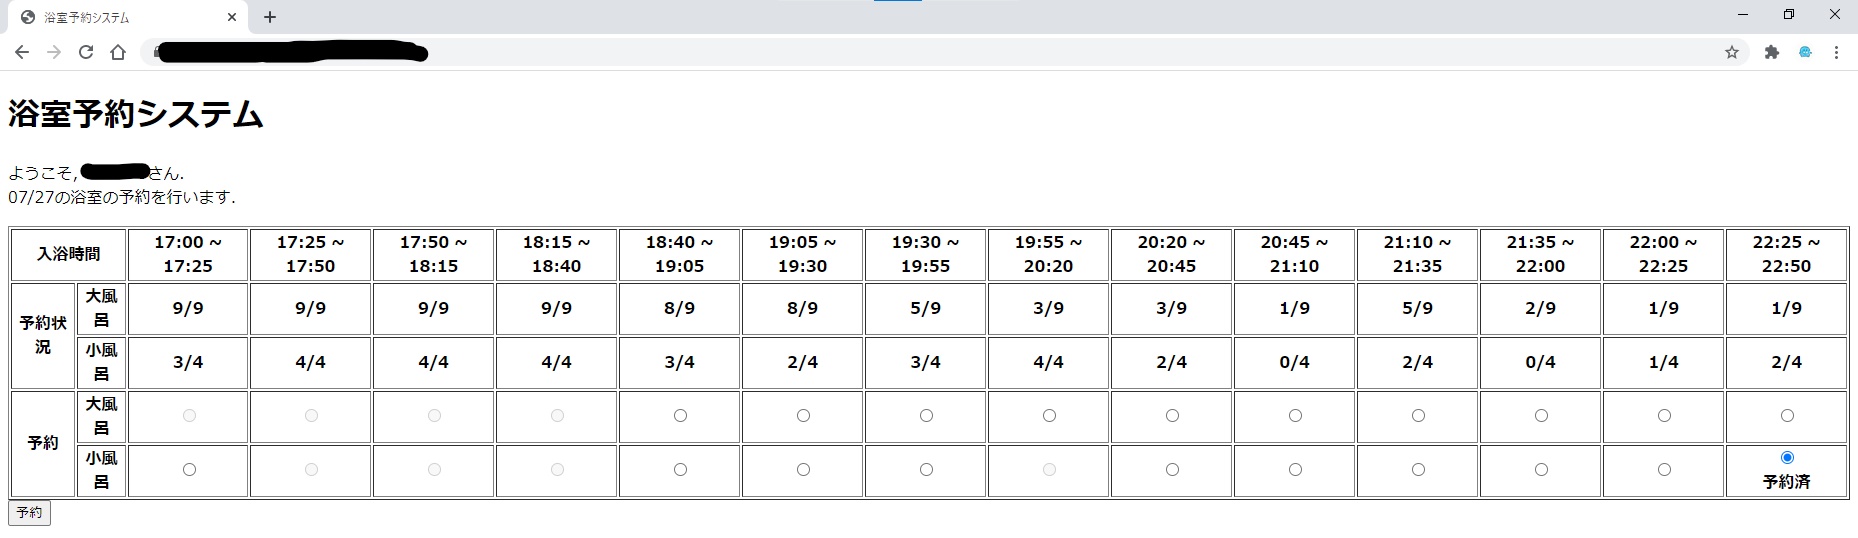 浴室予約システム
浴室予約システム
ようこそ, さん.
07/27の浴室の予約を行います.
入浴時間 17:00 ~ 17:25 17:25 ~ 17:50 17:50 ~ 18:15 18:15 ~ 18:40 18:40 ~ 19:05 19:05 ~ 19:30 19:30 ~ 19:55 19:55 ~ 20:20 20:20 ~ 20:45 20:45 ~ 21:10 21:10 ~ 21:35 21:35 ~ 22:00 22:00 ~ 22:25 22:25 ~ 22:50
予約状況 大風呂 9/9 9/9 9/9 9/9 8/9 8/9 5/9 3/9 3/9 1/9 5/9 2/9 1/9 1/9
小風呂 3/4 4/4 4/4 4/4 3/4 2/4 3/4 4/4 2/4 0/4 2/4 0/4 1/4 2/4
予約 大風呂
小風呂 予約済
予約